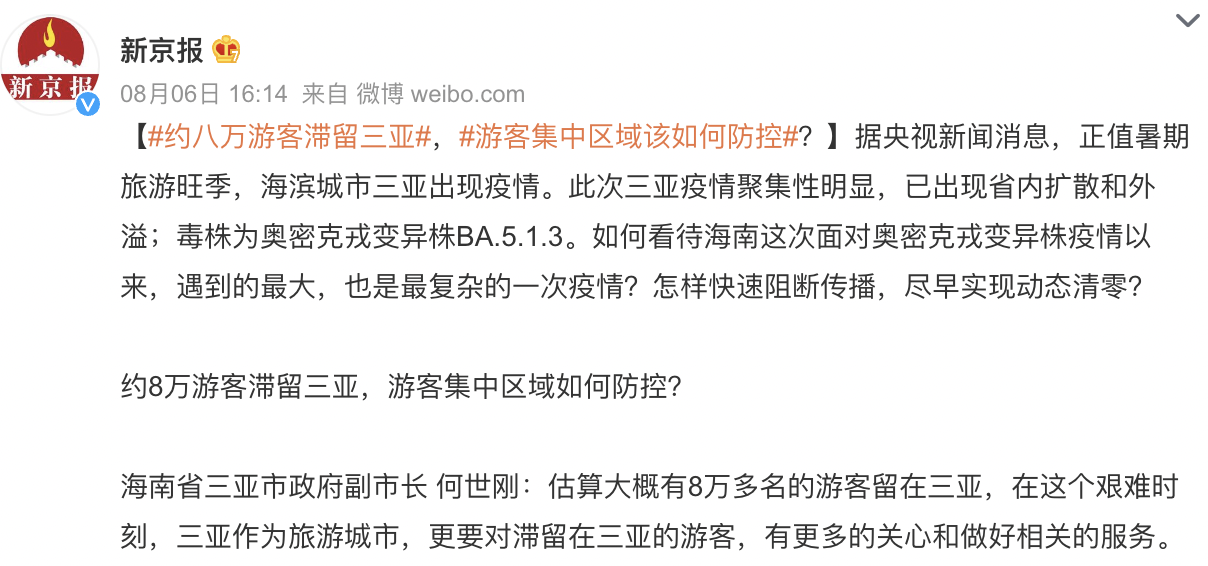 新京报
新京报
08月06日 16:14 来自 微博 weibo.com
【#约八万游客滞留三亚#，#游客集中区域该如何防控#？】据央视新闻消息，正值暑期
旅游旺季，海滨城市三亚出现疫情。此次三亚疫情聚集性明显，已出现省内扩散和外
溢；毒株为奥密克戎变异株BA.5.1.3。如何看待海南这次面对奥密克戎变异株疫情以
来，遇到的最大，也是最复杂的一次疫情？怎样快速阻断传播，尽早实现动态清零？
约8万游客滞留三亚，游客集中区域如何防控？
海南省三亚市政府副市长 何世刚：估算大概有8万多名的游客留在三亚，在这个艰难时
刻，三亚作为旅游城市，更要对滞留在三亚的游客，有更多的关心和做好相关的服务。